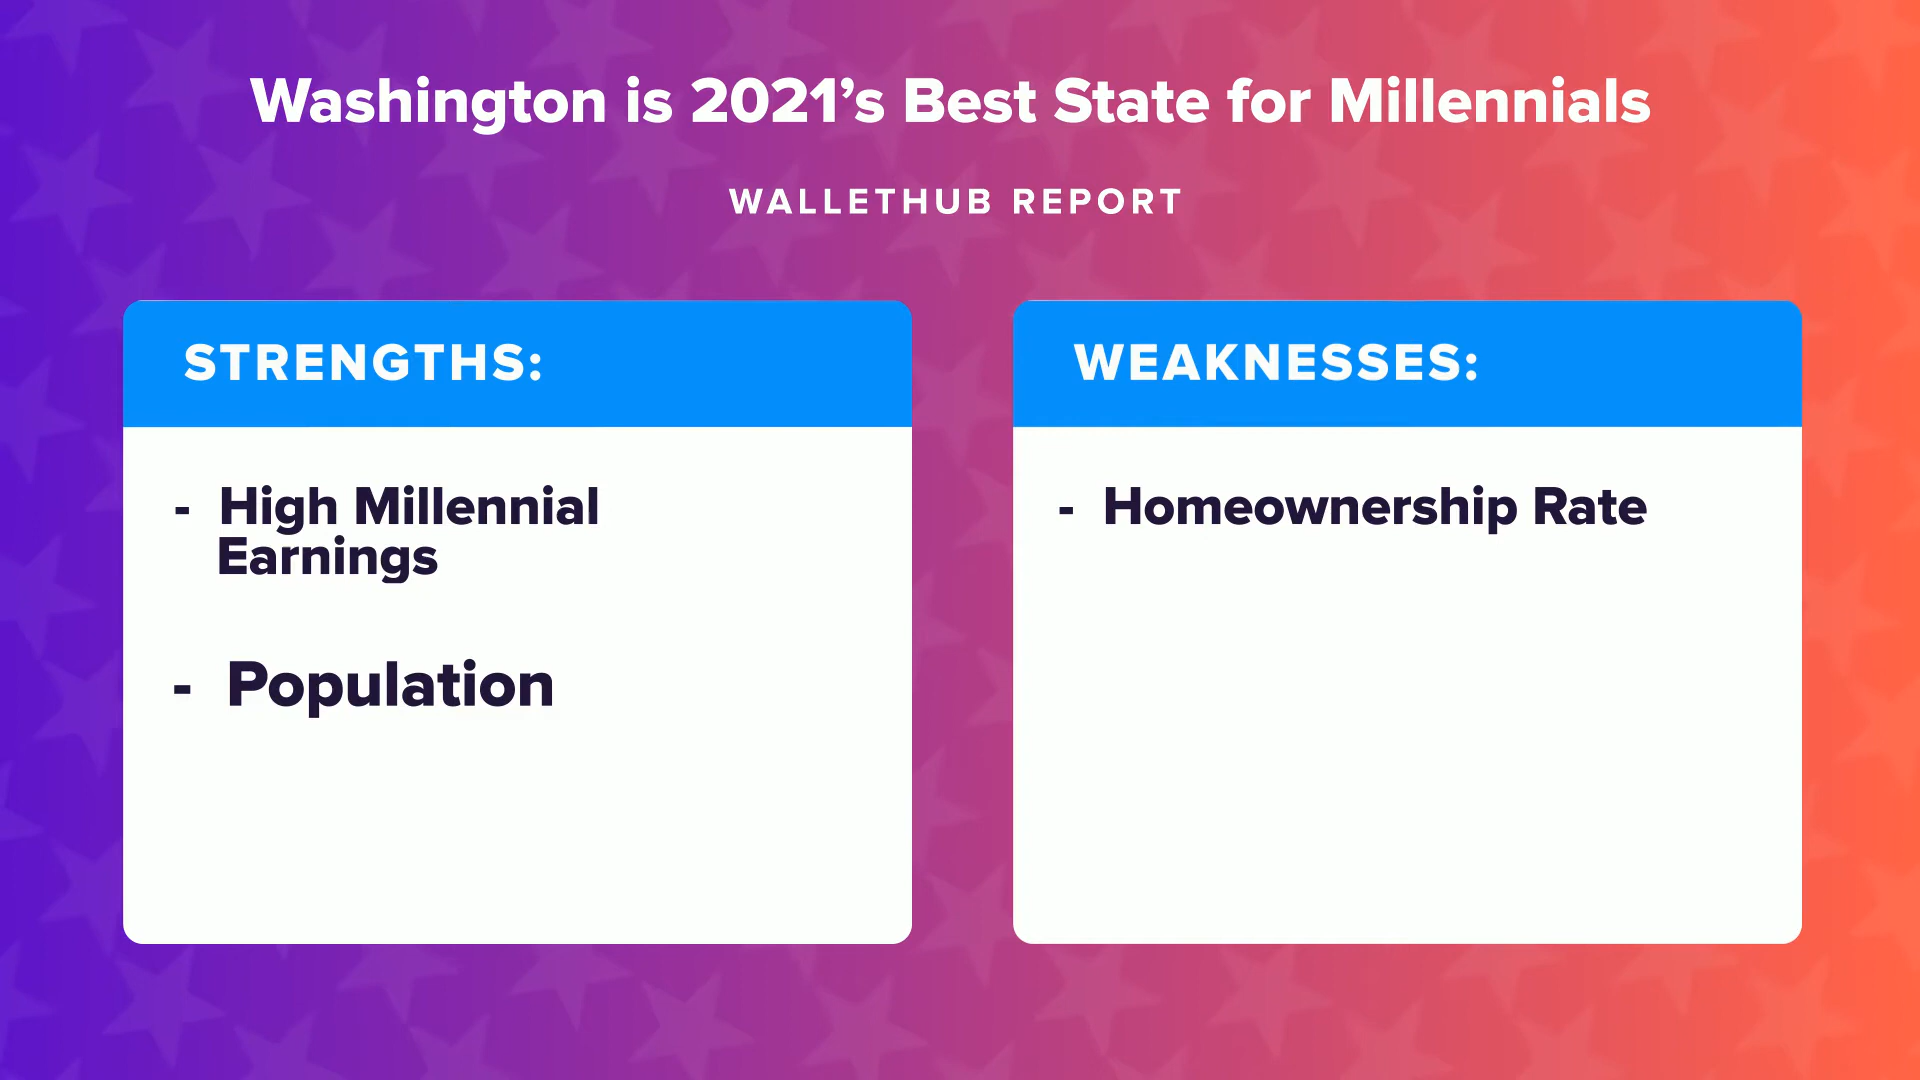 Washington is 2021’s Best State for Millennials
WALLETHUB REPORT
STRENGTHS:
- High Millennial
Earnings
- Population
WEAKNESSES:
- Homeownership Rate